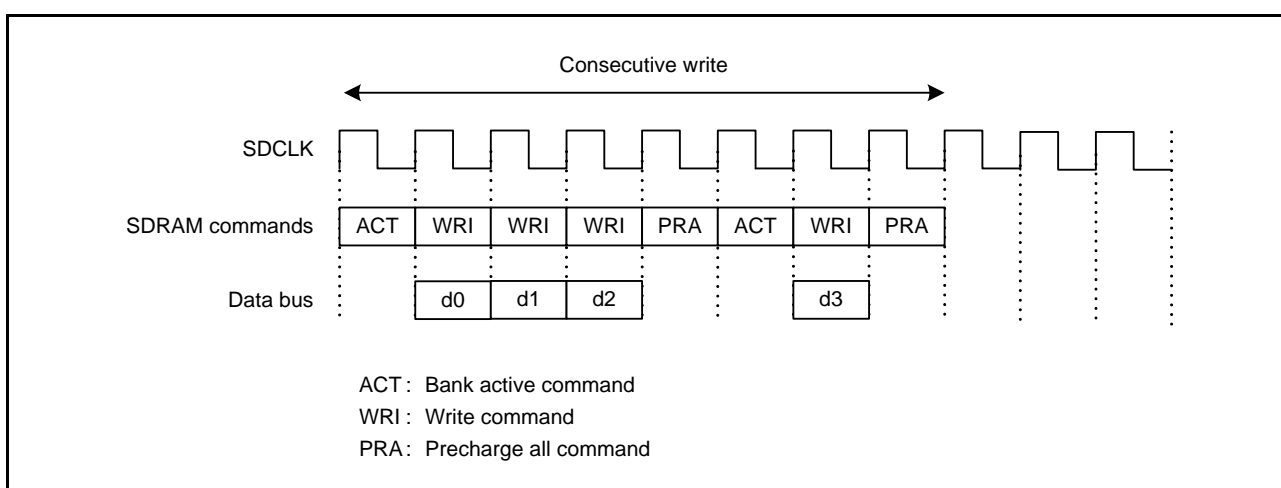 Consecutive write
SDCLK
SDRAM commands ACT WRI WRI WRI PRA ACT WRI PRA
Data bus d0 d1 d2 d3
ACT : Bank active command
WRI : Write command
PRA : Precharge all command